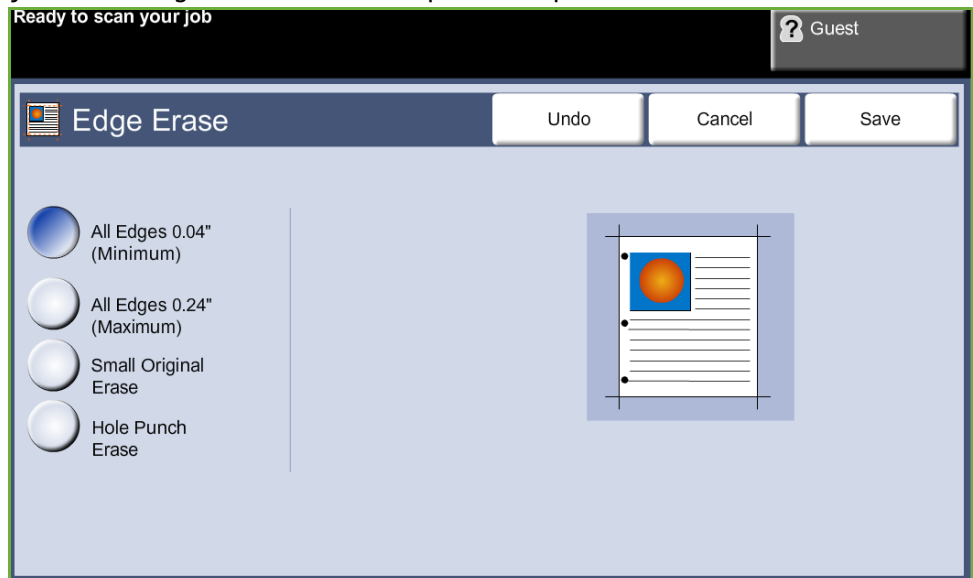 Ready to scan your job
Guest
Edge Erase
Undo
Cancel
Save
All Edges 0.04"
(Minimum)
All Edges 0.24"
(Maximum)
Small Original
Erase
Hole Punch
Erase